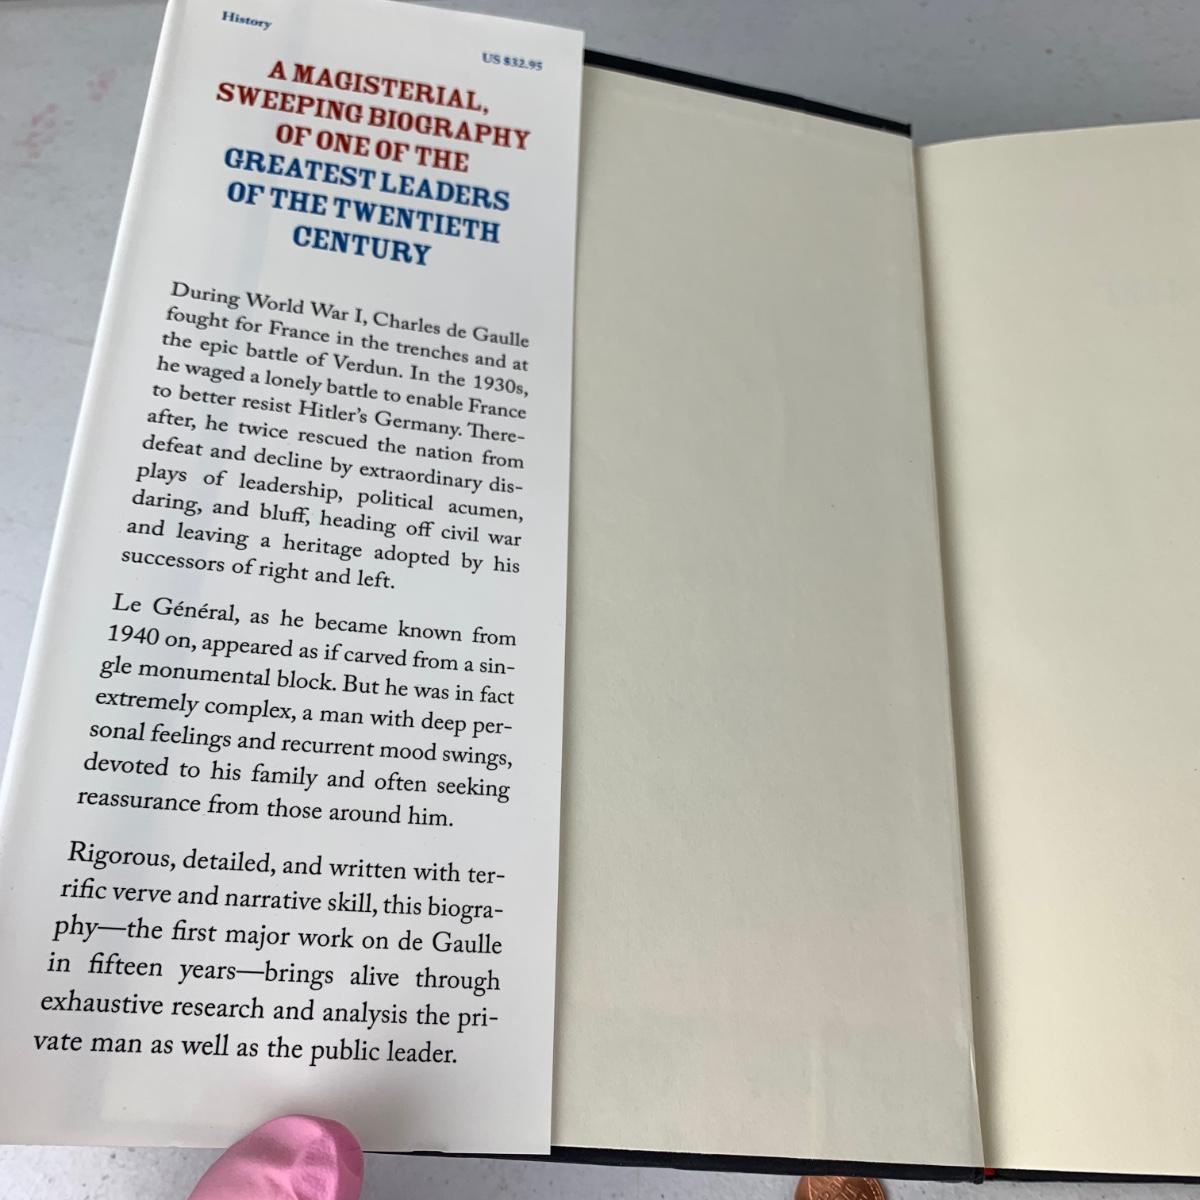 History
US $32.95
A MAGISTERIAL,
SWEEPING BIOGRAPHY
OF ONE OF THE
GREATEST LEADERS
OF THE TWENTIETH
CENTURY
During World War I, Charles de Gaulle
fought for France in the trenches and at
the epic battle of Verdun. In the 1930s,
he waged a lonely battle to enable France
to better resist Hitler's Germany. There-
after, he twice rescued the nation from
defeat and decline by extraordinary dis-
plays of leadership, political acumen,
daring, and bluff, heading off civil war
and leaving a heritage adopted by his
successors of right and left.
Le Général, as he became known from
1940 on, appeared as if carved from a sin-
gle monumental block. But he was in fact
extremely complex, a man with deep per-
sonal feelings and recurrent mood swings,
devoted to his family and often seeking
reassurance from those around him.
Rigorous, detailed, and written with ter-
rific verve and narrative skill, this biogra-
phy—the first major work on de Gaulle
in fifteen years—brings alive through
exhaustive research and analysis the pri-
vate man as well as the public leader.